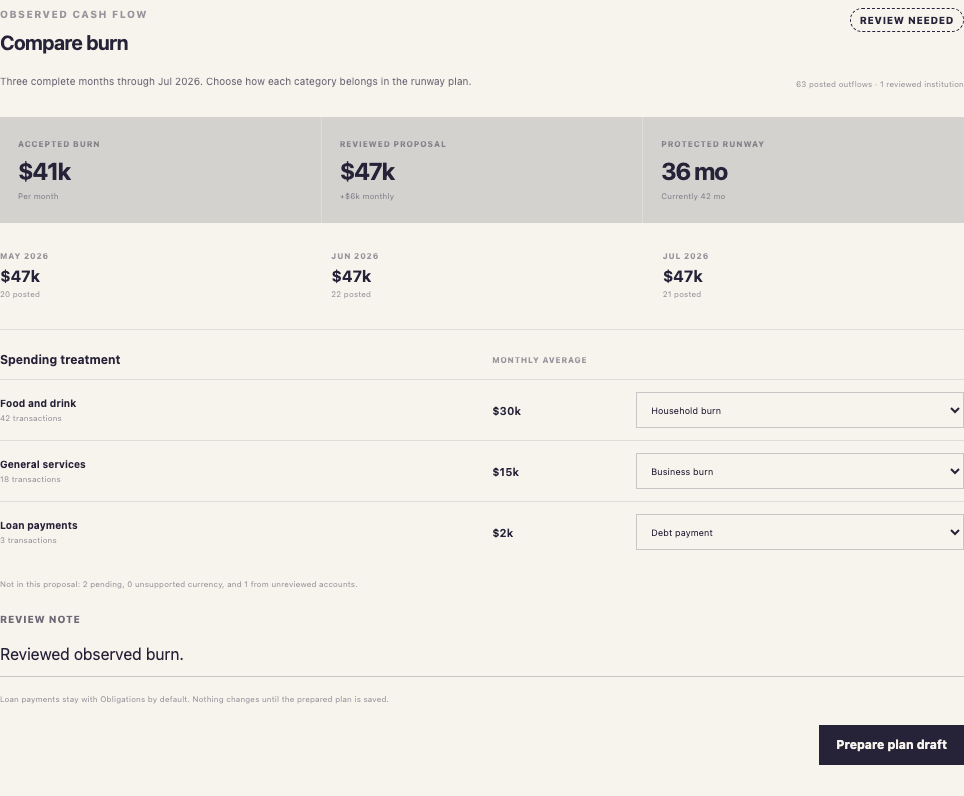 OBSERVED CASH FLOW
REVIEW NEEDED
Compare burn
Three complete months through Jul 2026. Choose how each category belongs in the runway plan.
63 posted outflows · 1 reviewed institution
ACCEPTED BURN
$41k
Per month
REVIEWED PROPOSAL
$47k
+$6k monthly
PROTECTED RUNWAY
36 mo
Currently 42 mo
MAY 2026
$47k
20 posted
JUN 2026
$47k
22 posted
JUL 2026
$47k
21 posted
Spending treatment
MONTHLY AVERAGE
Food and drink
42 transactions
$30k
Household burn
General services
18 transactions
$15k
Business burn
Loan payments
3 transactions
$2k
Debt payment
Not in this proposal: 2 pending, 0 unsupported currency, and 1 from unreviewed accounts.
REVIEW NOTE
Reviewed observed burn.
Loan payments stay with Obligations by default. Nothing changes until the prepared plan is saved.
Prepare plan draft